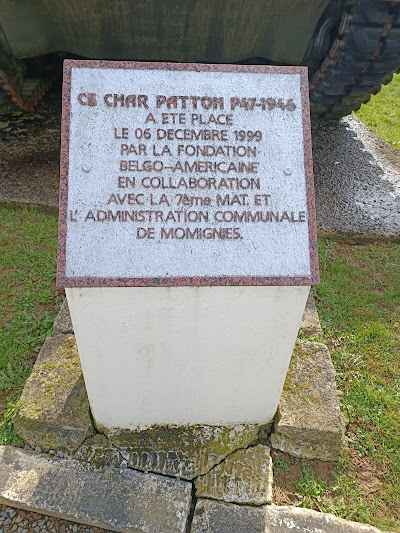 CE CHAR PATTON P47-1946
A ETE PLACE
LE 06 DECEMBRE 1999
PAR LA FONDATION
BELGO-AMERICAINE
EN COLLABORATION
AVEC LA 7ème MAT. ET
L'ADMINISTRATION COMMUNALE
DE MOMIGNIES.